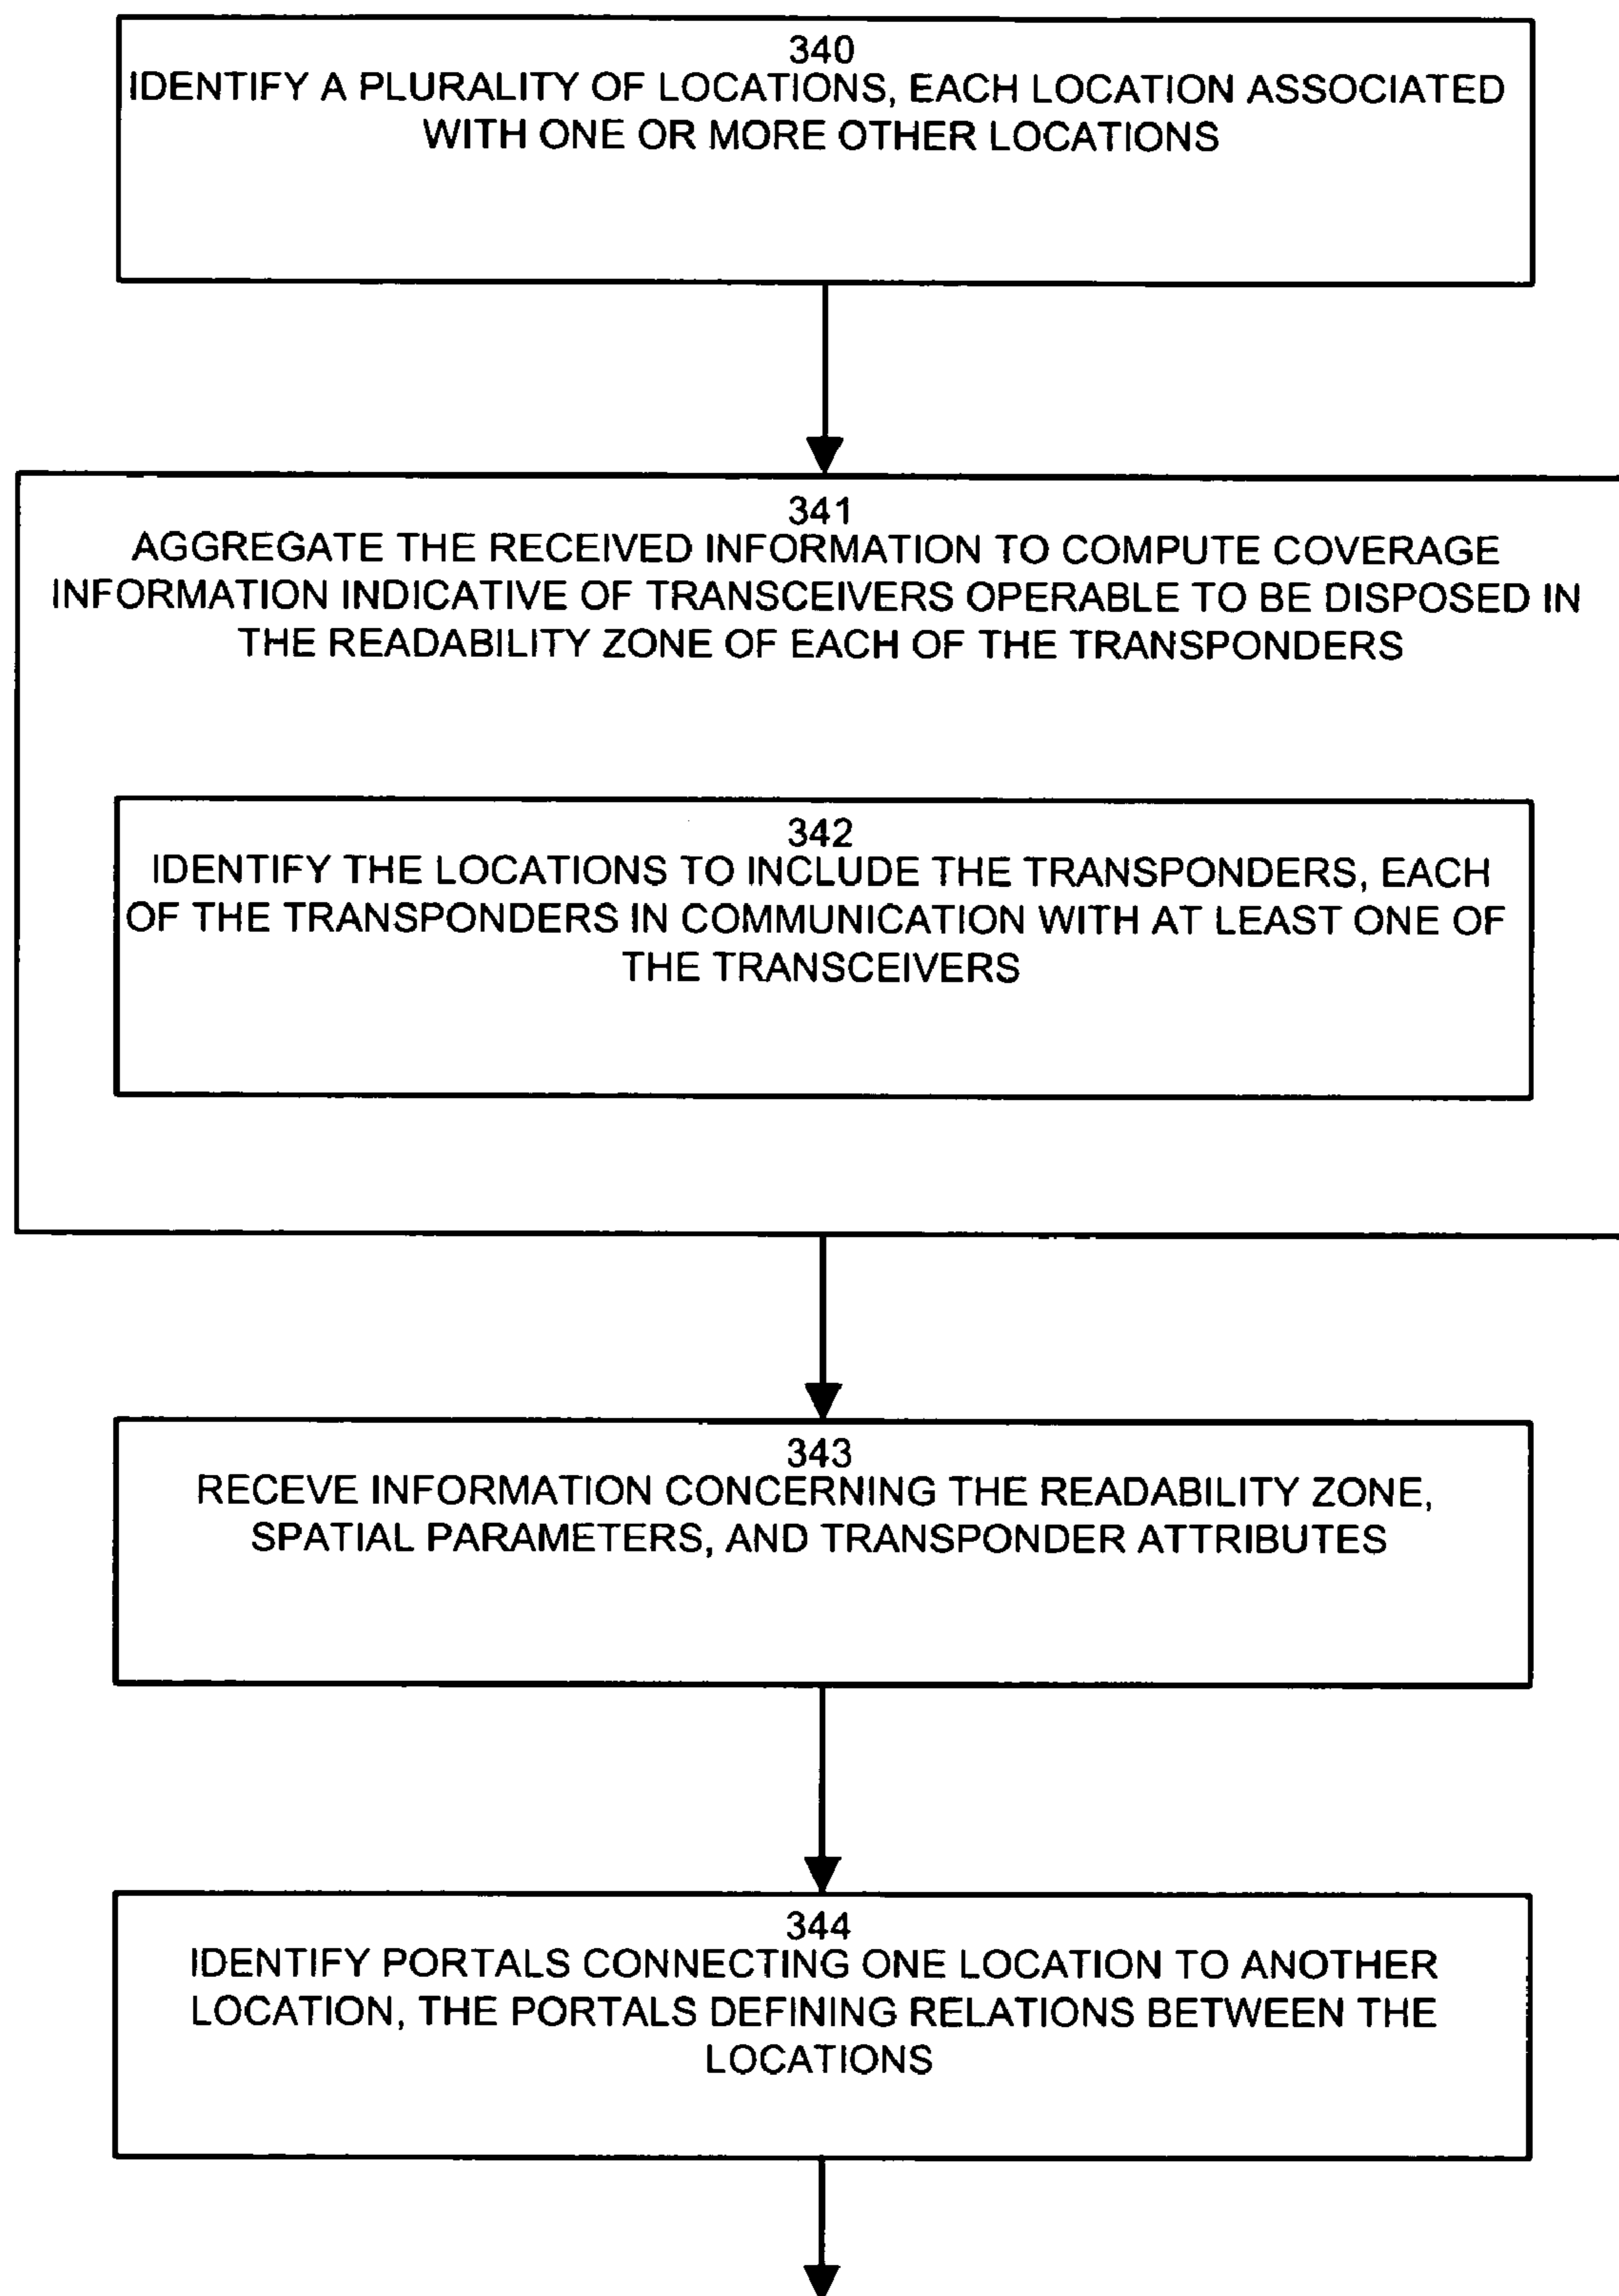 340
IDENTIFY A PLURALITY OF LOCATIONS, EACH LOCATION ASSOCIATED
WITH ONE OR MORE OTHER LOCATIONS
341
AGGREGATE THE RECEIVED INFORMATION TO COMPUTE COVERAGE
INFORMATION INDICATIVE OF TRANSCEIVERS OPERABLE TO BE DISPOSED IN
THE READABILITY ZONE OF EACH OF THE TRANSPONDERS
342
IDENTIFY THE LOCATIONS TO INCLUDE THE TRANSPONDERS, EACH
OF THE TRANSPONDERS IN COMMUNICATION WITH AT LEAST ONE OF
THE TRANSCEIVERS
343
RECEVE INFORMATION CONCERNING THE READABILITY ZONE,
SPATIAL PARAMETERS, AND TRANSPONDER ATTRIBUTES
344
IDENTIFY PORTALS CONNECTING ONE LOCATION TO ANOTHER
LOCATION, THE PORTALS DEFINING RELATIONS BETWEEN THE
LOCATIONS